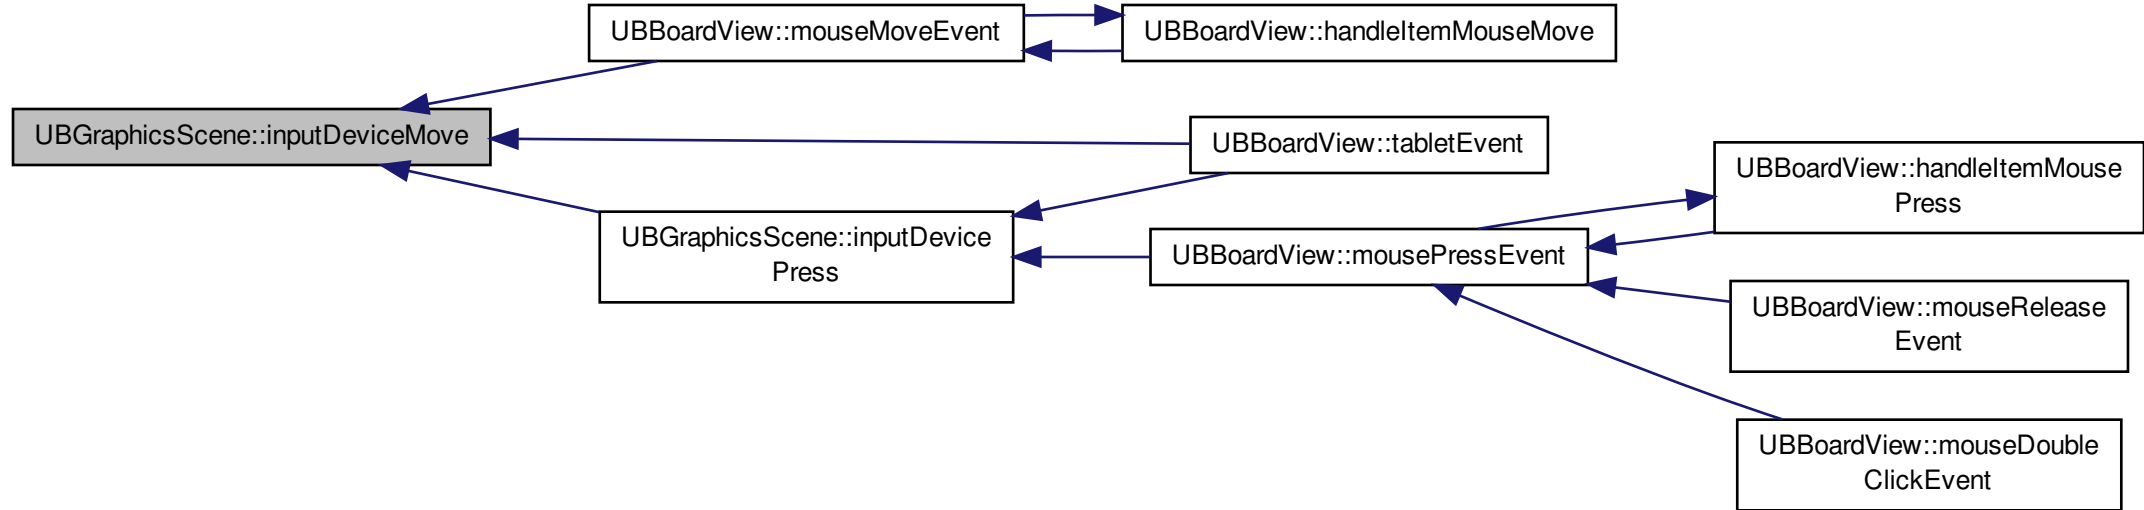 UBBoardView::mouseMoveEvent
UBBoardView::handleItemMouseMove
UBGraphicsScene::inputDeviceMove
UBBoardView::tabletEvent
UBBoardView::handleItemMouse
Press
UBGraphicsScene::inputDevice
Press
UBBoardView::mousePressEvent
UBBoardView::mouseRelease
Event
UBBoardView::mouseDouble
ClickEvent